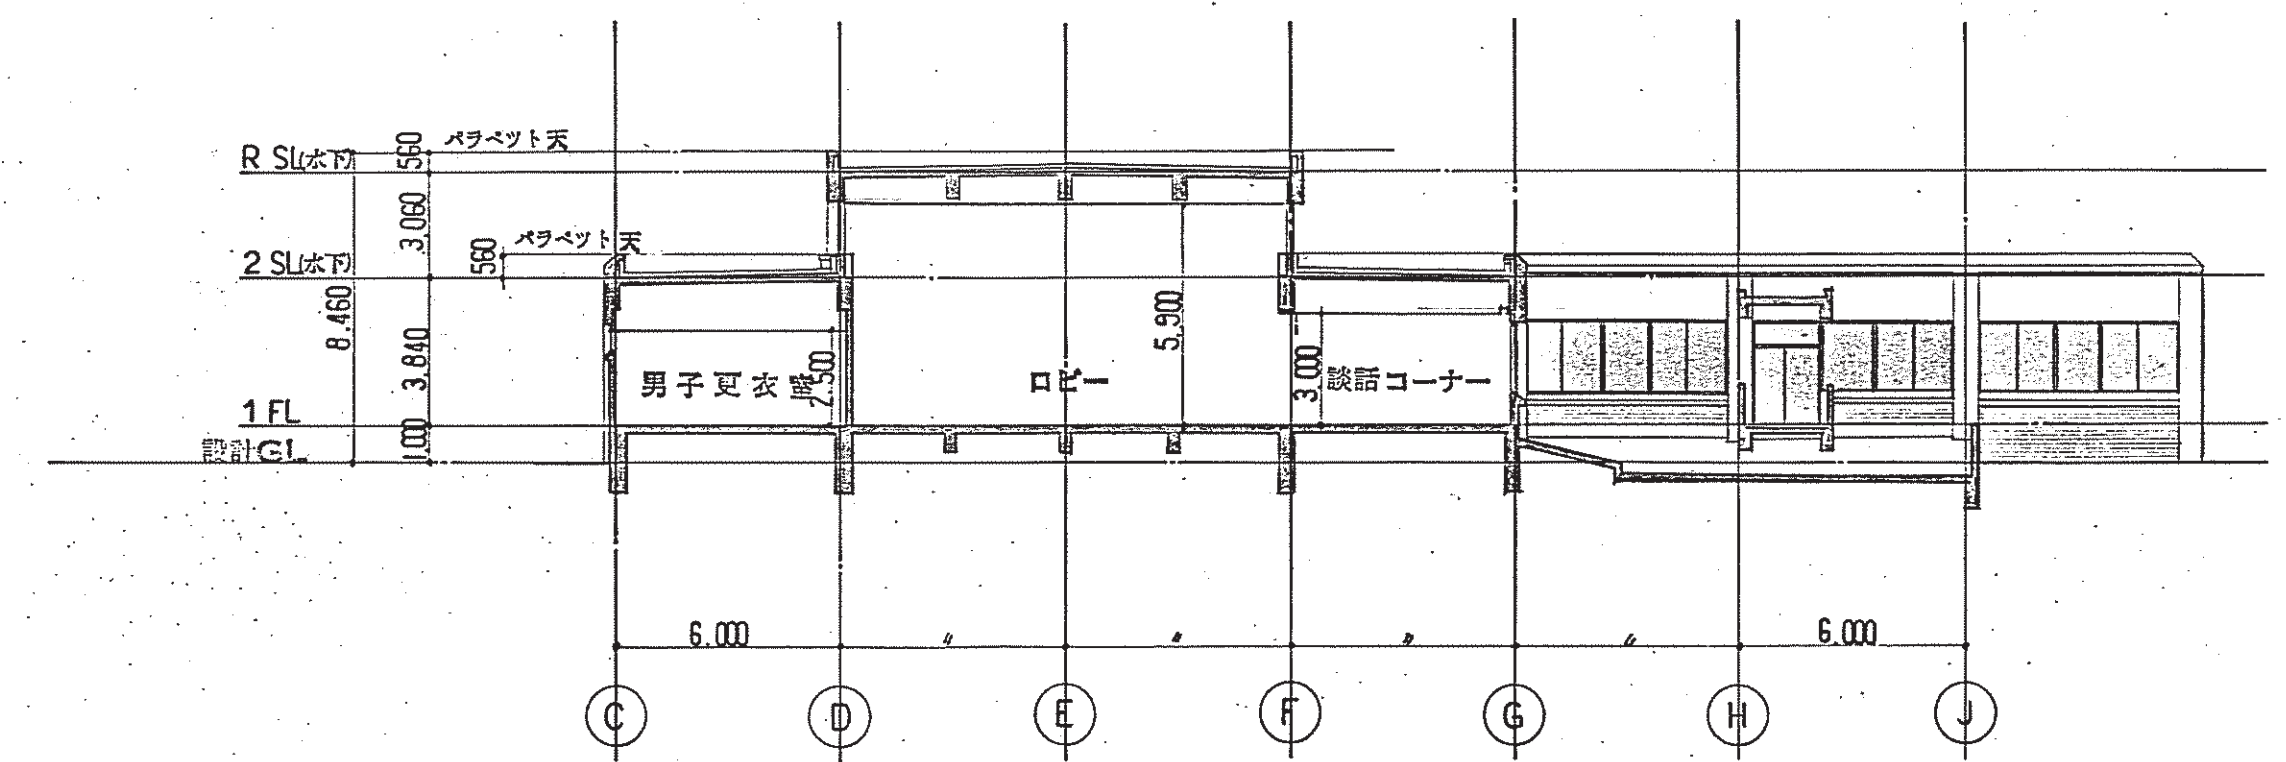 パラペット天
R SL(水下)
560
3,060
パラペット天
560
2 SL(水下)
8.460
3,840
5,900
2,500
3,000
男子更衣室
ロビー
談話コーナー
1 FL
1,000
設計GL
6.000 〃 〃 〃 〃 6.000
C D E F G H J